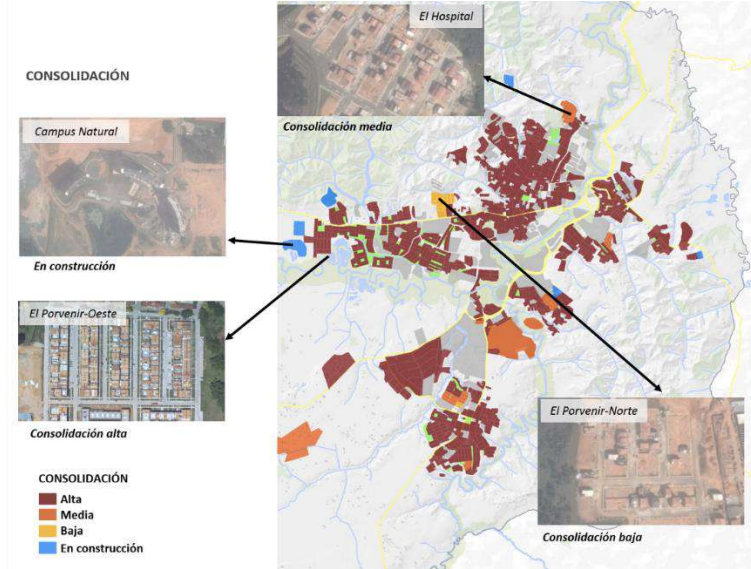 CONSOLIDACIÓN
El Hospital
Consolidación media
Campus Natural
En construcción
El Porvenir-Oeste
Consolidación alta
El Porvenir-Norte
Consolidación baja
CONSOLIDACIÓN
Alta
Media
Baja
En construcción